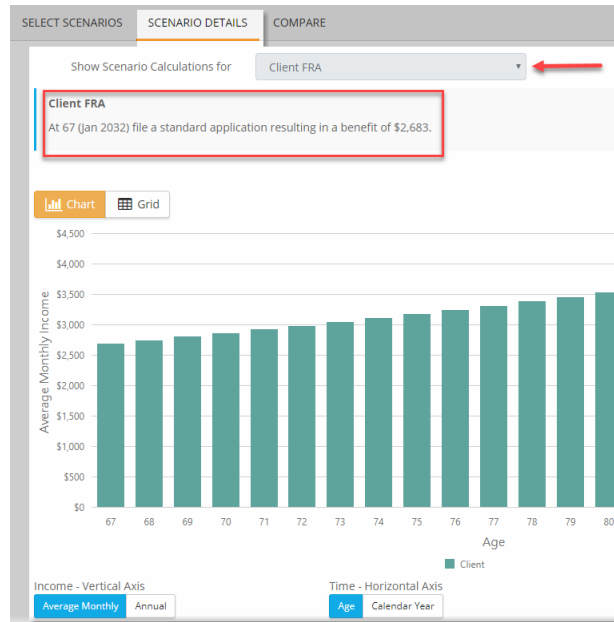 SELECT SCENARIOS SCENARIO DETAILS COMPARE
Show Scenario Calculations for Client FRA
Client FRA
At 67 (Jan 2032) file a standard application resulting in a benefit of $2,683.
Chart Grid
$4,500
$4,000
$3,500
$3,000
$2,500
$2,000
$1,500
$1,000
$500
$0
Average Monthly Income
67 68 69 70 71 72 73 74 75 76 77 78 79 80
Age
Client
Income - Vertical Axis Time - Horizontal Axis
Average Monthly Annual Age Calendar Year